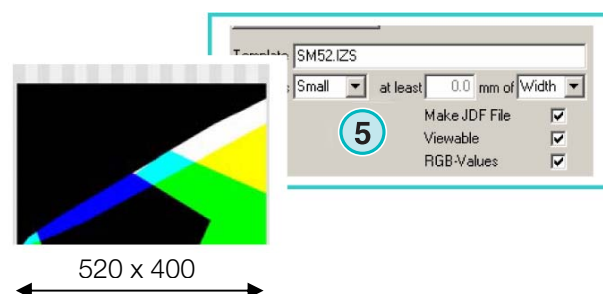 Template SM52.IZS
Small at least 0.0 mm of Width
Make JDF File
5
Viewable
RGB-Values
520 x 400